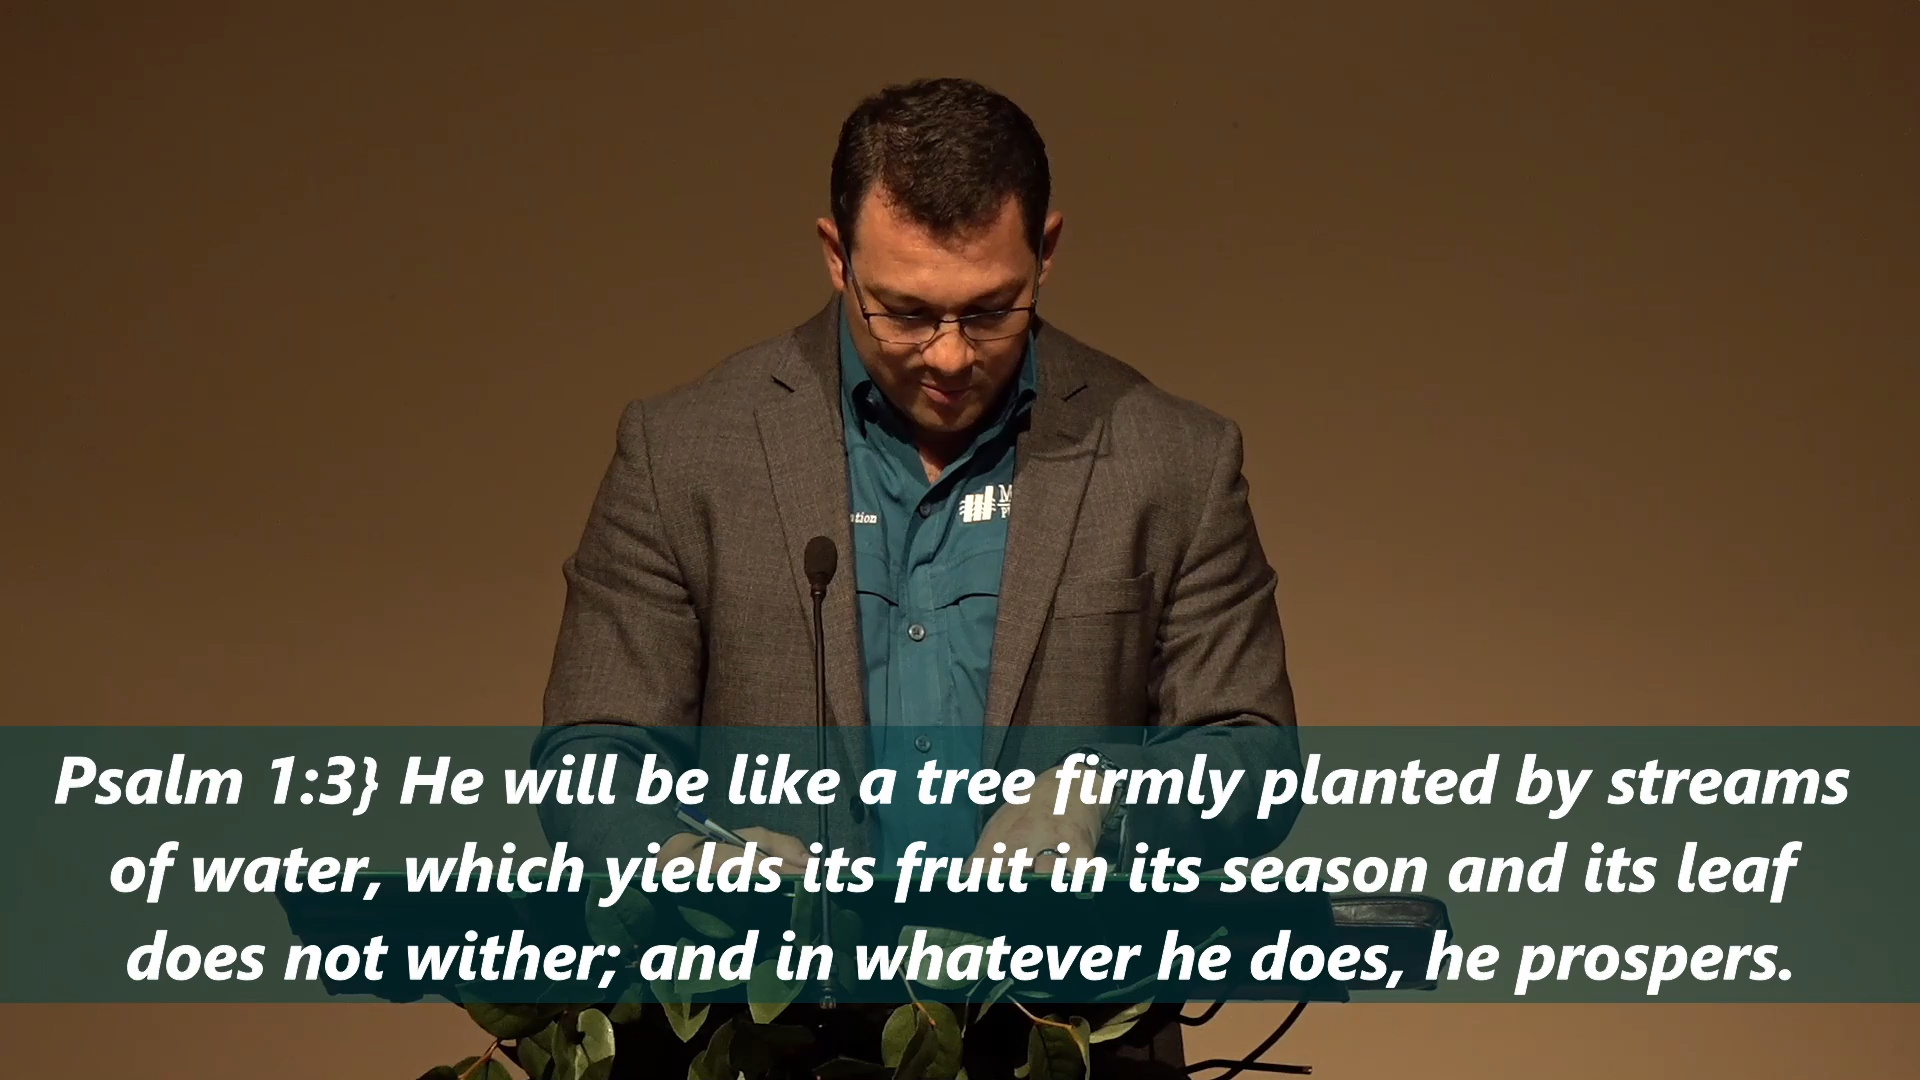 ation
M
Psalm 1:3} He will be like a tree firmly planted by streams
of water, which yields its fruit in its season and its leaf
does not wither; and in whatever he does, he prospers.